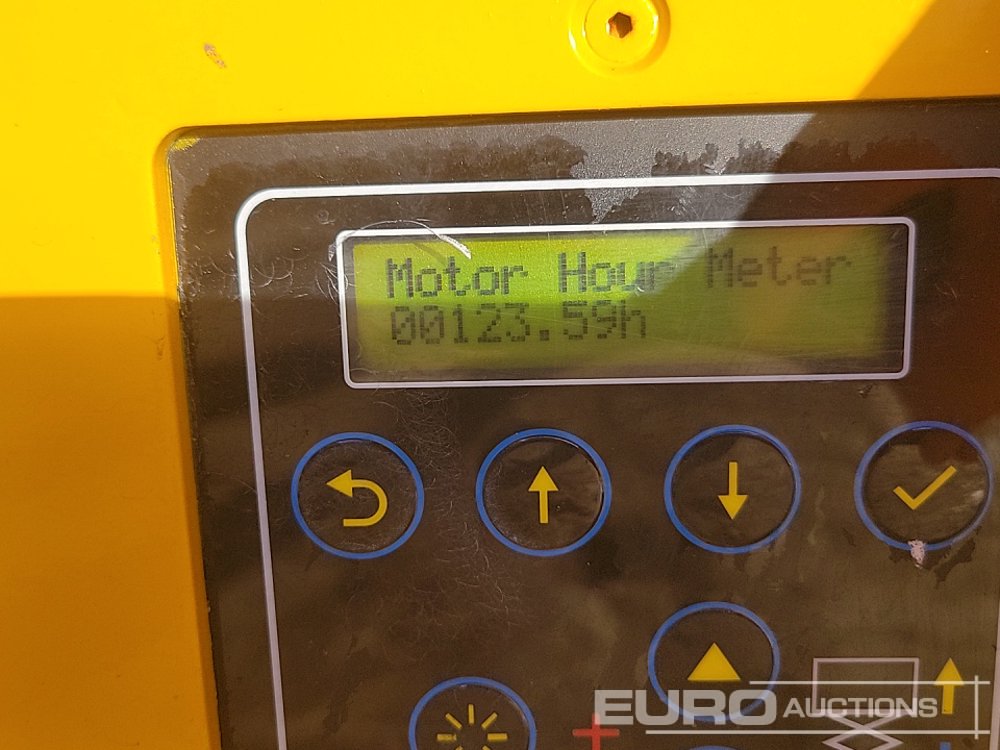 Motor Hour Meter
00123.59h
EURO AUCTIONS